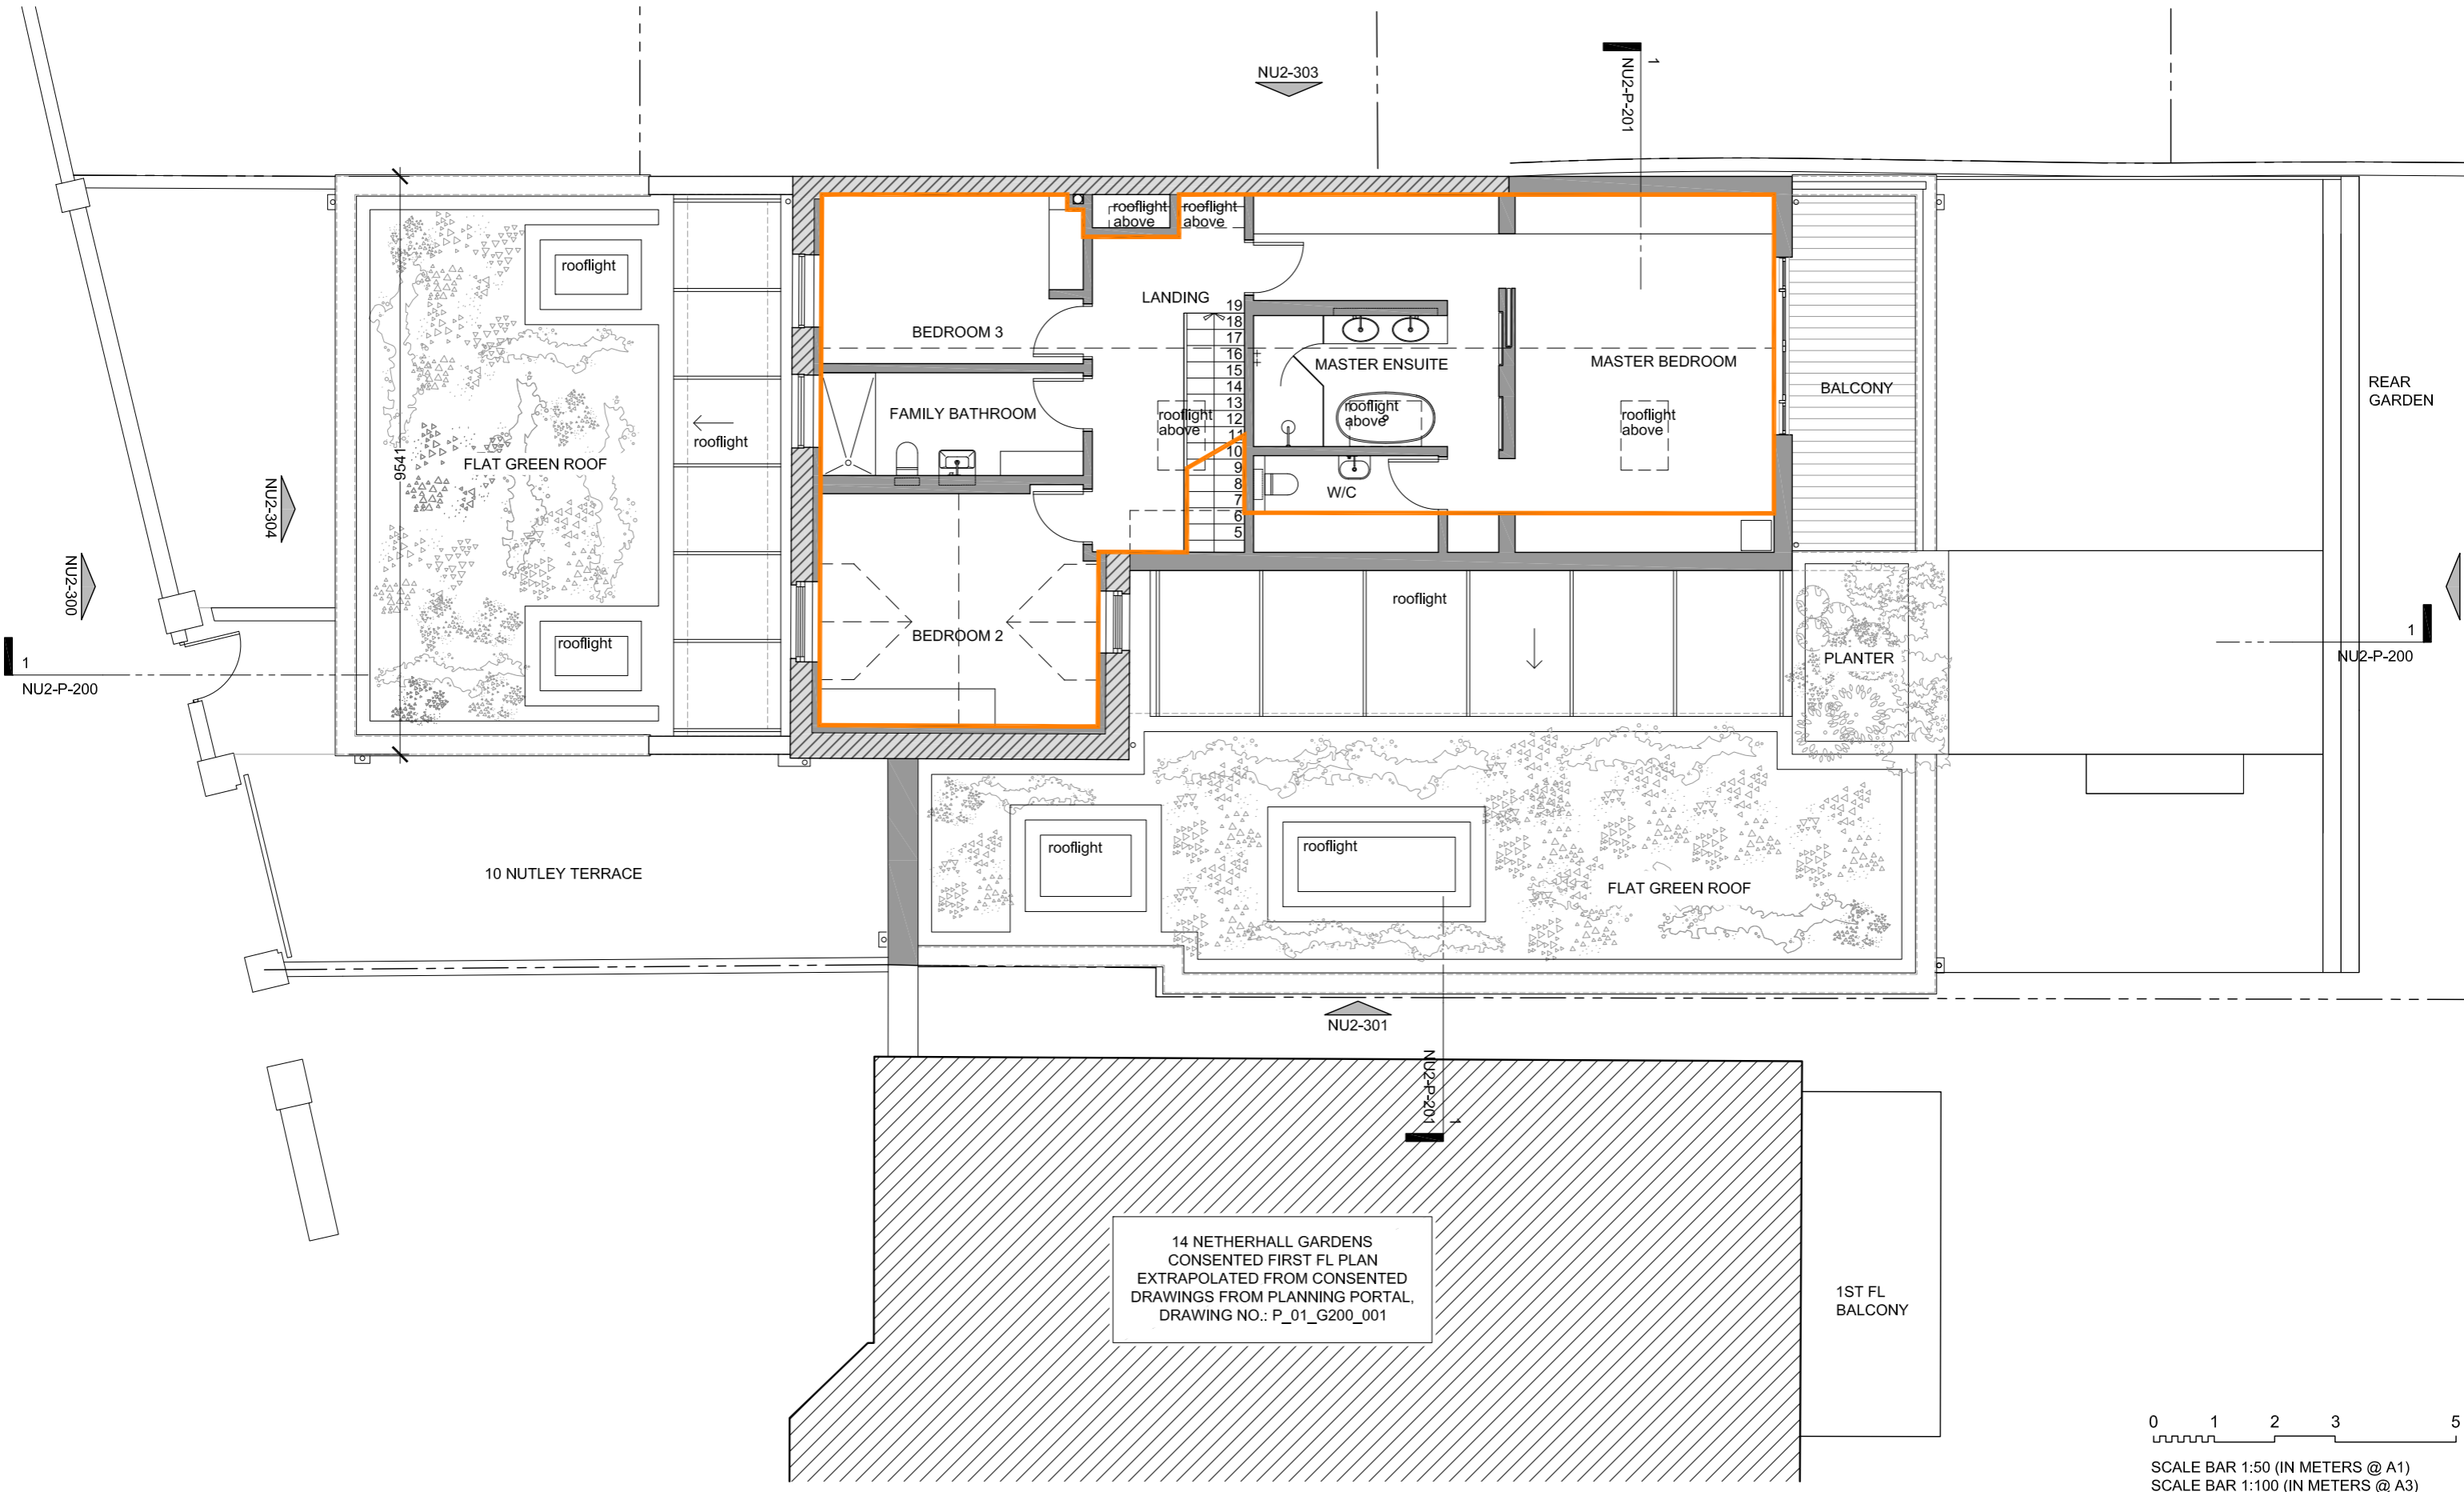 NU2-303
1
NU2-P-201
rooflight
above
rooflight
above
rooflight
LANDING
19
18
17
16
15
14
13
12
11
10
9
8
7
6
5
BEDROOM 3
MASTER ENSUITE
MASTER BEDROOM
BALCONY
REAR
GARDEN
FAMILY BATHROOM
rooflight
above
rooflight
above
rooflight
above
rooflight
9541
FLAT GREEN ROOF
W/C
NU2-304
NU2-300
rooflight
BEDROOM 2
rooflight
PLANTER
1
NU2-P-200
1
NU2-P-200
rooflight
rooflight
10 NUTLEY TERRACE
FLAT GREEN ROOF
NU2-301
NU2-P-201
1
14 NETHERHALL GARDENS
CONSENTED FIRST FL PLAN
EXTRAPOLATED FROM CONSENTED
DRAWINGS FROM PLANNING PORTAL,
DRAWING NO.: P_01_G200_001
1ST FL
BALCONY
0 1 2 3 5
SCALE BAR 1:50 (IN METERS @ A1)
SCALE BAR 1:100 (IN METERS @ A3)